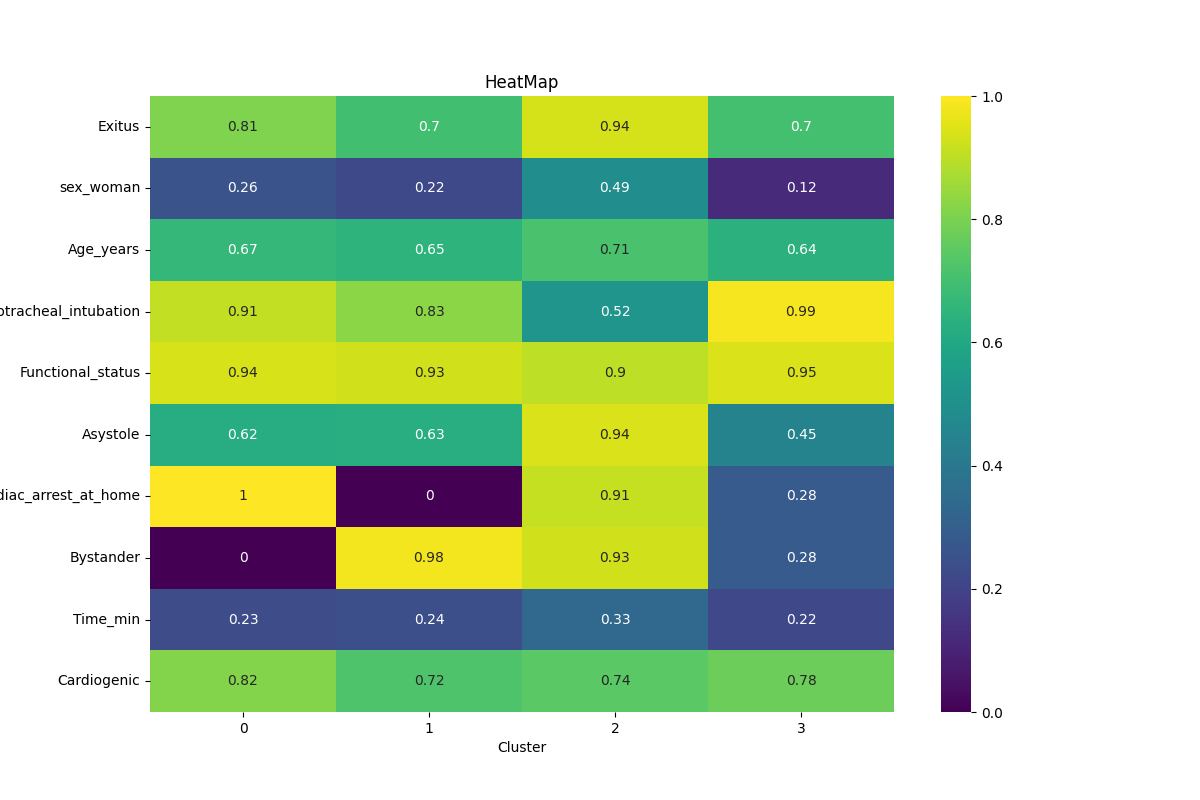 HeatMap
Exitus 0.81 0.7 0.94 0.7
sex_woman 0.26 0.22 0.49 0.12
Age_years 0.67 0.65 0.71 0.64
otracheal_intubation 0.91 0.83 0.52 0.99
Functional_status 0.94 0.93 0.9 0.95
Asystole 0.62 0.63 0.94 0.45
diac_arrest_at_home 1 0 0.91 0.28
Bystander 0 0.98 0.93 0.28
Time_min 0.23 0.24 0.33 0.22
Cardiogenic 0.82 0.72 0.74 0.78
0 1 2 3
Cluster
1.0
0.8
0.6
0.4
0.2
0.0